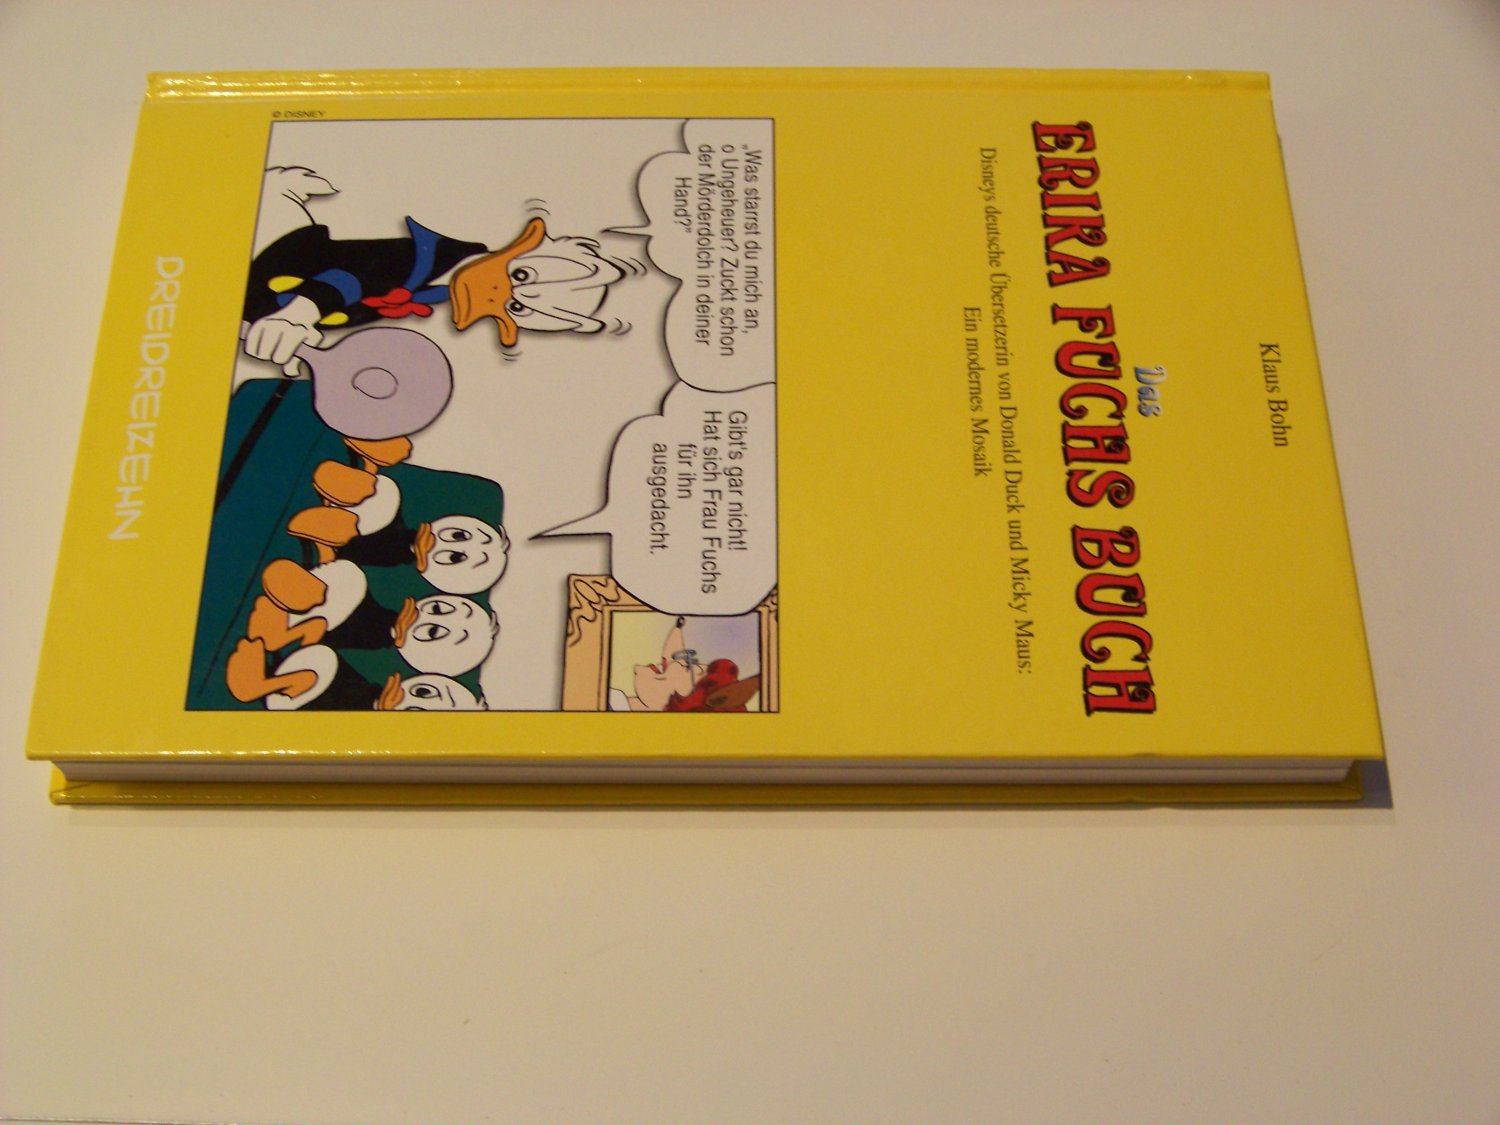 Klaus Bohn
Das
ERIKA FUCHS BUCH
Disneys deutsche Übersetzerin von Donald Duck und Micky Maus:
Ein modernes Mosaik
„Was starrst du mich an,
o Ungeheuer? Zuckt schon
der Mörderdolch in deiner
Hand?"
Gibt's gar nicht!
Hat sich Frau Fuchs
für ihn
ausgedacht.
© DISNEY
DREIDREIZEHN